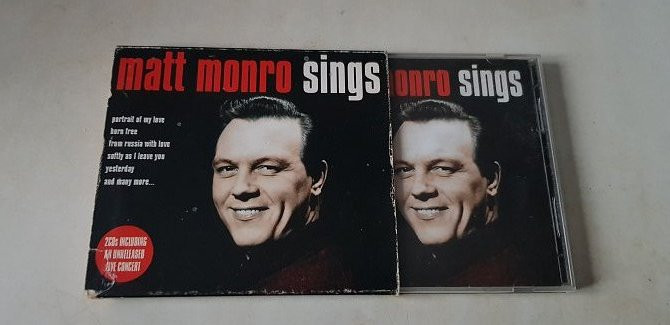 matt monro sings
portrait of my love
born free
from russia with love
softly as i leave you
yesterday
and many more...
2CDs INCLUDING
AN UNRELEASED
LIVE CONCERT
onro sings